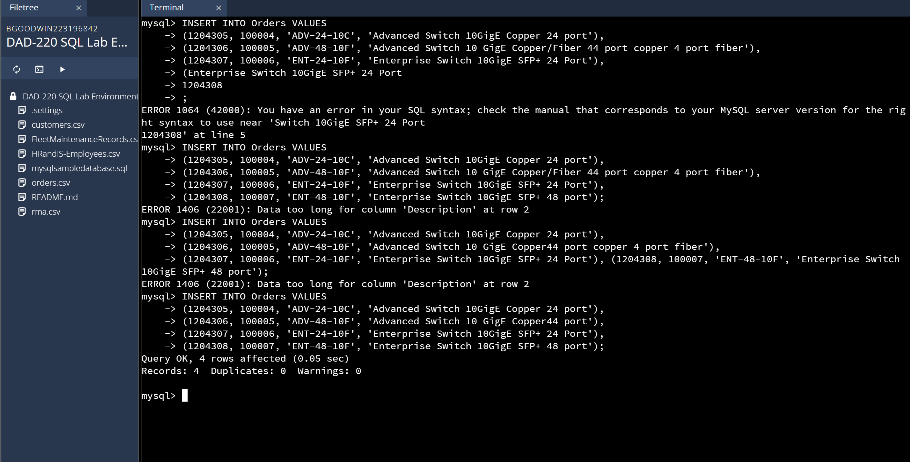 Filetree ×
BGOODWIN223196842
DAD-220 SQL Lab E...
DAD-220 SQL Lab Environment
.settings
customers.csv
FleetMaintenanceRecords.cs
HRandIS-Employees.csv
mysqlsampledatabase.sql
orders.csv
README.md
rma.csv
Terminal ×
mysql> INSERT INTO Orders VALUES
    -> (1204305, 100004, 'ADV-24-10C', 'Advanced Switch 10GigE Copper 24 port'),
    -> (1204306, 100005, 'ADV-48-10F', 'Advanced Switch 10 GigE Copper/Fiber 44 port copper 4 port fiber'),
    -> (1204307, 100006, 'ENT-24-10F', 'Enterprise Switch 10GigE SFP+ 24 Port'),
    -> (Enterprise Switch 10GigE SFP+ 24 Port
    -> 1204308
    -> ;
ERROR 1064 (42000): You have an error in your SQL syntax; check the manual that corresponds to your MySQL server version for the rig
ht syntax to use near 'Switch 10GigE SFP+ 24 Port
1204308' at line 5
mysql> INSERT INTO Orders VALUES
    -> (1204305, 100004, 'ADV-24-10C', 'Advanced Switch 10GigE Copper 24 port'),
    -> (1204306, 100005, 'ADV-48-10F', 'Advanced Switch 10 GigE Copper/Fiber 44 port copper 4 port fiber'),
    -> (1204307, 100006, 'ENT-24-10F', 'Enterprise Switch 10GigE SFP+ 24 Port'),
    -> (1204308, 100007, 'ENT-48-10F', 'Enterprise Switch 10GigE SFP+ 48 port');
ERROR 1406 (22001): Data too long for column 'Description' at row 2
mysql> INSERT INTO Orders VALUES
    -> (1204305, 100004, 'ADV-24-10C', 'Advanced Switch 10GigE Copper 24 port'),
    -> (1204306, 100005, 'ADV-48-10F', 'Advanced Switch 10 GigE Copper44 port copper 4 port fiber'),
    -> (1204307, 100006, 'ENT-24-10F', 'Enterprise Switch 10GigE SFP+ 24 Port'), (1204308, 100007, 'ENT-48-10F', 'Enterprise Switch
10GigE SFP+ 48 port');
ERROR 1406 (22001): Data too long for column 'Description' at row 2
mysql> INSERT INTO Orders VALUES
    -> (1204305, 100004, 'ADV-24-10C', 'Advanced Switch 10GigE Copper 24 port'),
    -> (1204306, 100005, 'ADV-48-10F', 'Advanced Switch 10 GigE Copper44 port'),
    -> (1204307, 100006, 'ENT-24-10F', 'Enterprise Switch 10GigE SFP+ 24 Port'),
    -> (1204308, 100007, 'ENT-48-10F', 'Enterprise Switch 10GigE SFP+ 48 port');
Query OK, 4 rows affected (0.05 sec)
Records: 4  Duplicates: 0  Warnings: 0
mysql>